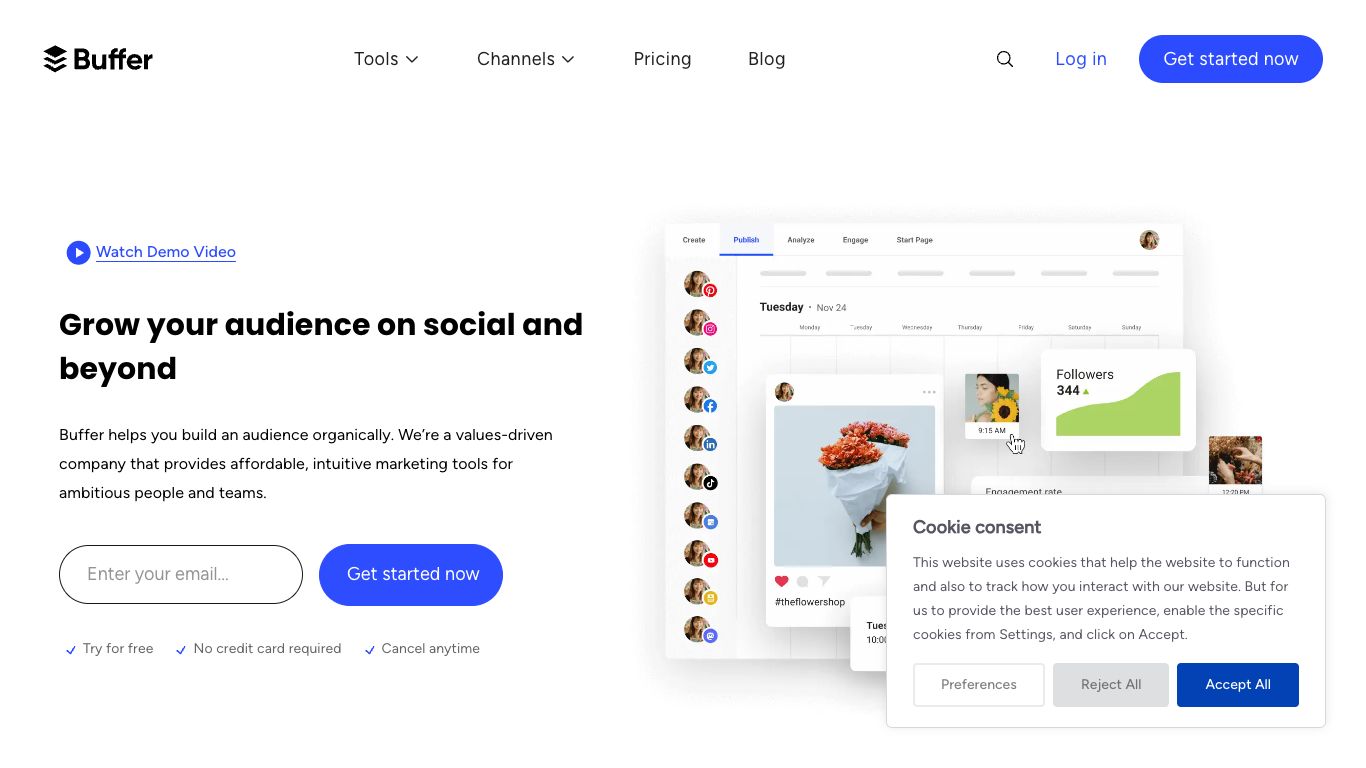 Buffer
Tools
Channels
Pricing
Blog
Log in
Get started now
Watch Demo Video
Grow your audience on social and
beyond
Buffer helps you build an audience organically. We’re a values-driven
company that provides affordable, intuitive marketing tools for
ambitious people and teams.
Enter your email...
Get started now
Try for free
No credit card required
Cancel anytime
Create
Publish
Analyze
Engage
Start Page
Tuesday · Nov 24
Monday
Tuesday
Wednesday
Thursday
Friday
Saturday
Sunday
Followers
344
9:15 AM
12:20 PM
Engagement rate
#theflowershop
Tues
10:00
Cookie consent
This website uses cookies that help the website to function
and also to track how you interact with our website. But for
us to provide the best user experience, enable the specific
cookies from Settings, and click on Accept.
Preferences
Reject All
Accept All